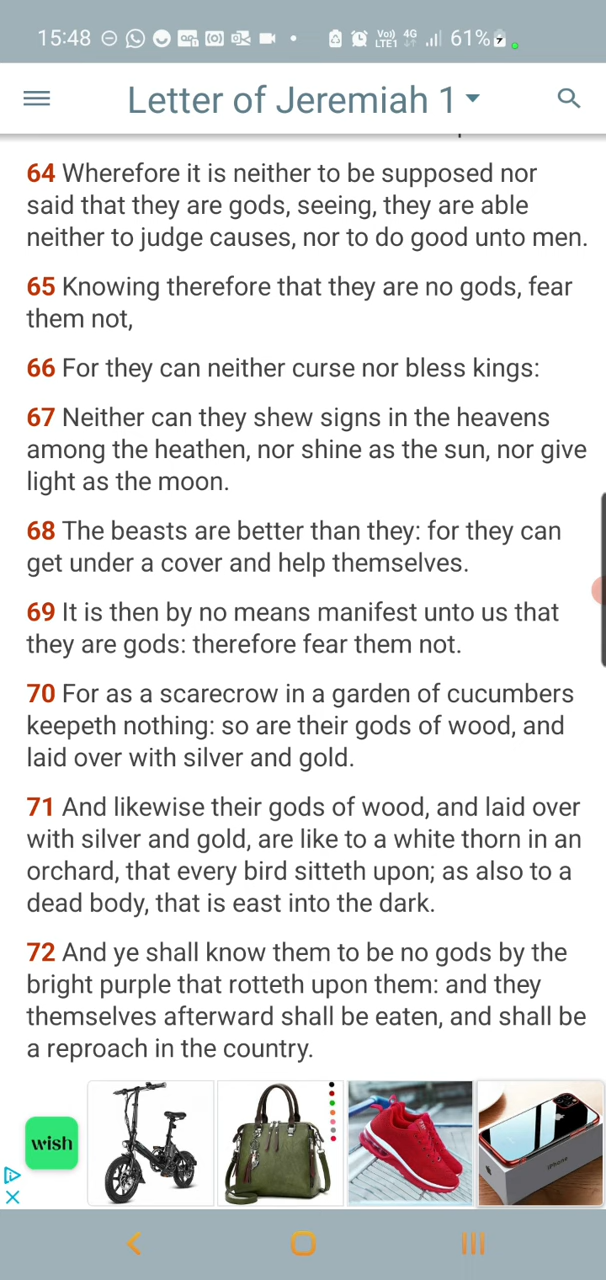 15:48
Vo)) 4G
LTE1
61%
Letter of Jeremiah 1
64 Wherefore it is neither to be supposed nor
said that they are gods, seeing, they are able
neither to judge causes, nor to do good unto men.
65 Knowing therefore that they are no gods, fear
them not,
66 For they can neither curse nor bless kings:
67 Neither can they shew signs in the heavens
among the heathen, nor shine as the sun, nor give
light as the moon.
68 The beasts are better than they: for they can
get under a cover and help themselves.
69 It is then by no means manifest unto us that
they are gods: therefore fear them not.
70 For as a scarecrow in a garden of cucumbers
keepeth nothing: so are their gods of wood, and
laid over with silver and gold.
71 And likewise their gods of wood, and laid over
with silver and gold, are like to a white thorn in an
orchard, that every bird sitteth upon; as also to a
dead body, that is east into the dark.
72 And ye shall know them to be no gods by the
bright purple that rotteth upon them: and they
themselves afterward shall be eaten, and shall be
a reproach in the country.
wish
iPhone